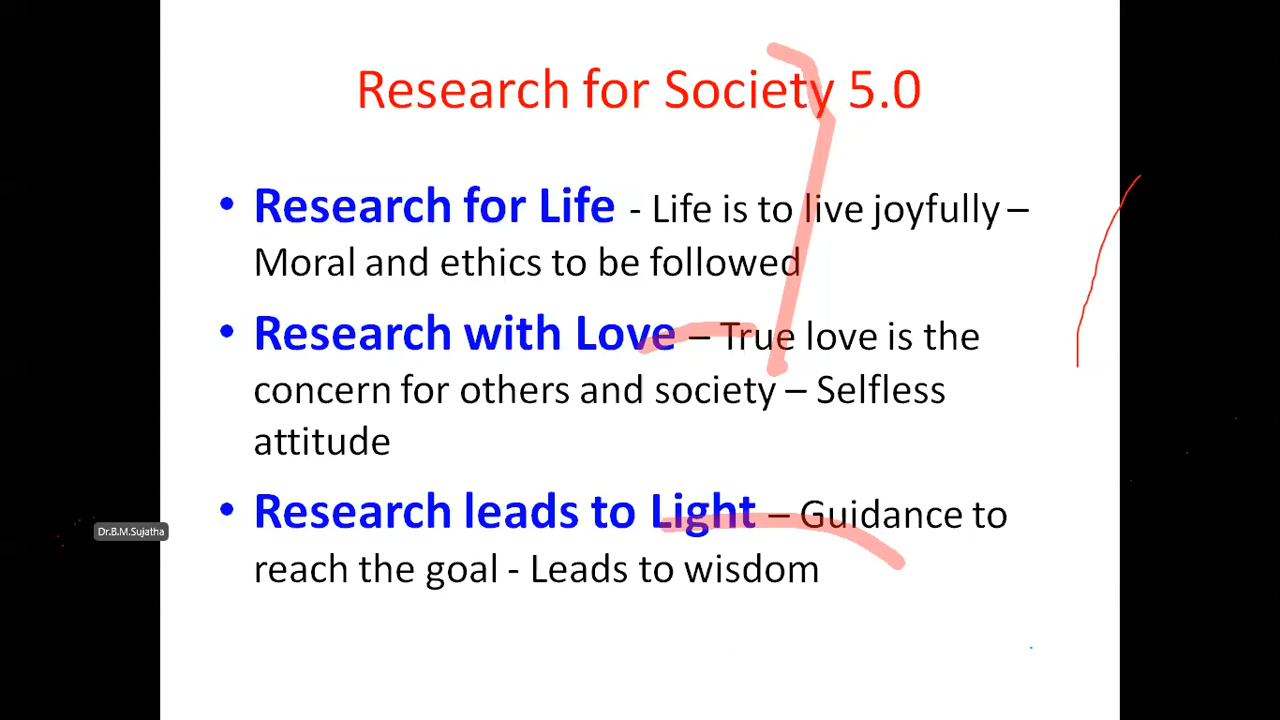 Research for Society 5.0
• Research for Life - Life is to live joyfully –
Moral and ethics to be followed
• Research with Love – True love is the
concern for others and society – Selfless
attitude
• Research leads to Light – Guidance to
reach the goal - Leads to wisdom
Dr.B.M.Sujatha